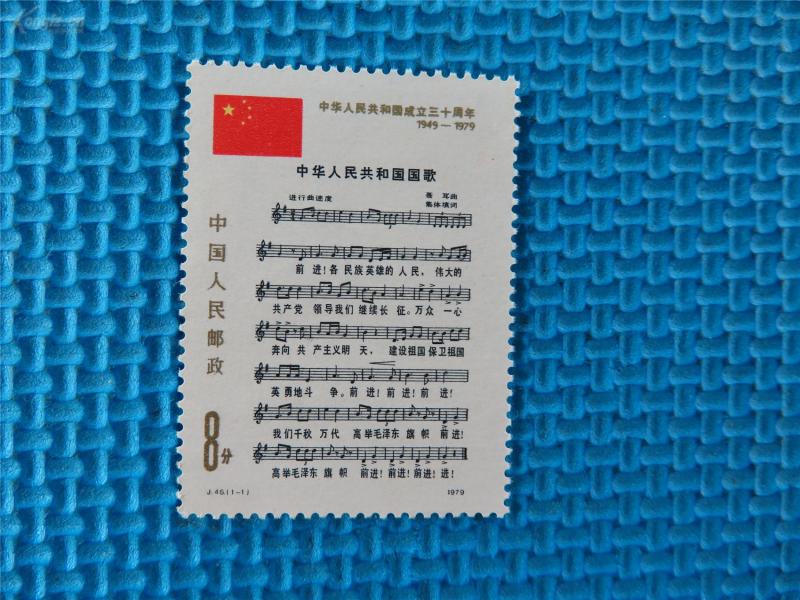 中华人民共和国成立三十周年
1949—1979
中华人民共和国国歌
进行曲速度
聂耳曲
集体填词
前进！各民族英雄的人民，伟大的
共产党 领导我们继续长征。万众一心
奔向共产主义明天，建设祖国保卫祖国
英勇地斗争。前进！前进！前进！
我们千秋万代 高举毛泽东旗帜 前进！
高举毛泽东旗帜 前进！前进！前进！进！
中国人民邮政
8分
J.46.(1-1)
1979